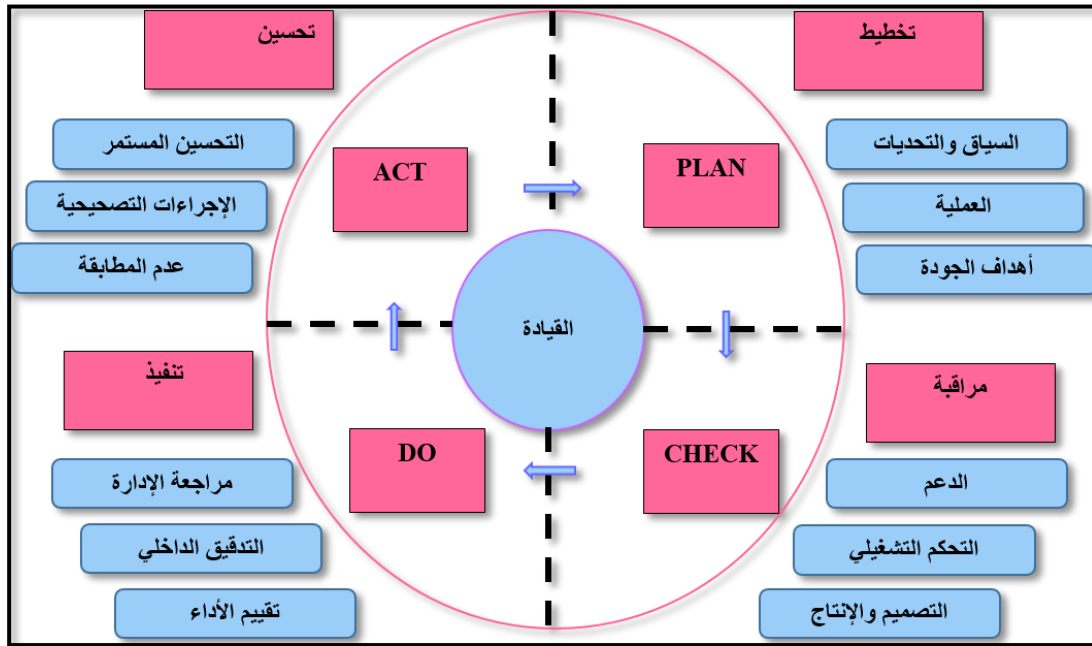 تخطيط
تحسين
السياق والتحديات
العملية
أهداف الجودة
التحسين المستمر
الإجراءات التصحيحية
عدم المطابقة
PLAN
ACT
القيادة
مراقبة
تنفيذ
CHECK
DO
الدعم
التحكم التشغيلي
التصميم والإنتاج
مراجعة الإدارة
التدقيق الداخلي
تقييم الأداء